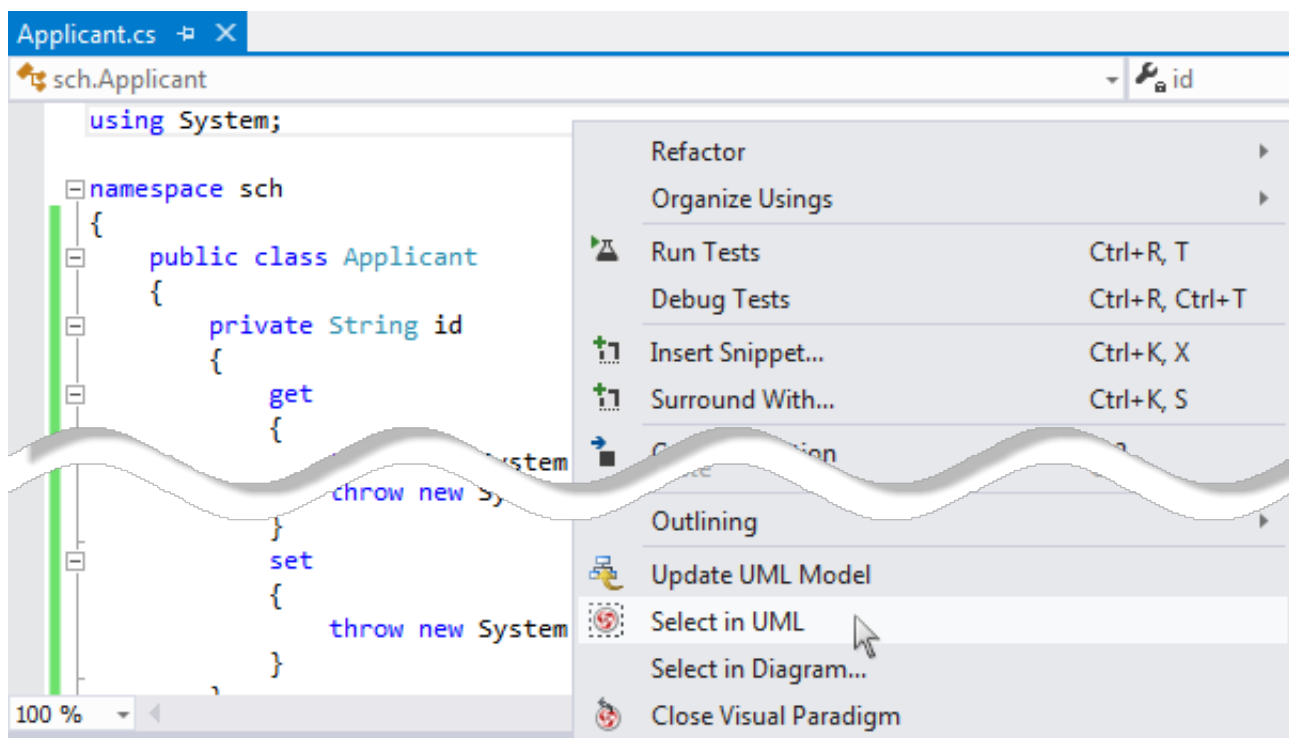 Applicant.cs
sch.Applicant
id
using System;
namespace sch
{
public class Applicant
{
private String id
{
get
{
throw new
}
set
{
throw new System
}
100 %
Refactor
Organize Usings
Run Tests Ctrl+R, T
Debug Tests Ctrl+R, Ctrl+T
Insert Snippet... Ctrl+K, X
Surround With... Ctrl+K, S
Outlining
Update UML Model
Select in UML
Select in Diagram...
Close Visual Paradigm